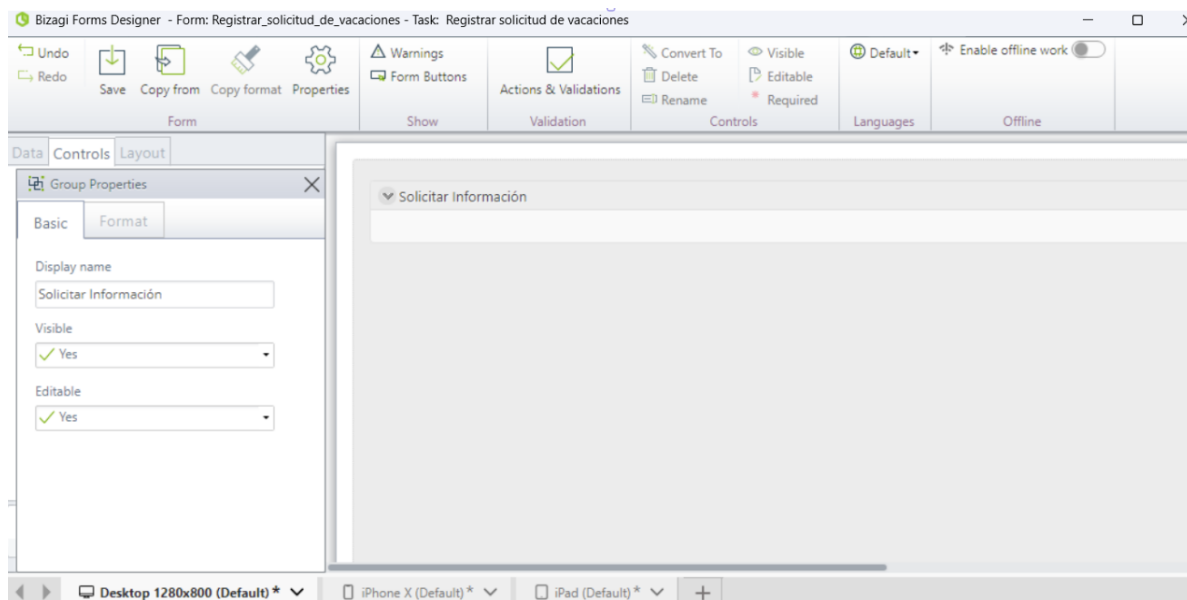 Bizagi Forms Designer - Form: Registrar_solicitud_de_vacaciones - Task: Registrar solicitud de vacaciones
Undo
Redo
Save
Copy from
Copy format
Properties
Form
Warnings
Form Buttons
Show
Actions & Validations
Validation
Convert To
Delete
Rename
Visible
Editable
Required
Controls
Default
Languages
Enable offline work
Offline
Data Controls Layout
Group Properties
Basic Format
Display name
Solicitar Información
Visible
Yes
Editable
Yes
Solicitar Información
Desktop 1280x800 (Default) * iPhone X (Default) * iPad (Default) *